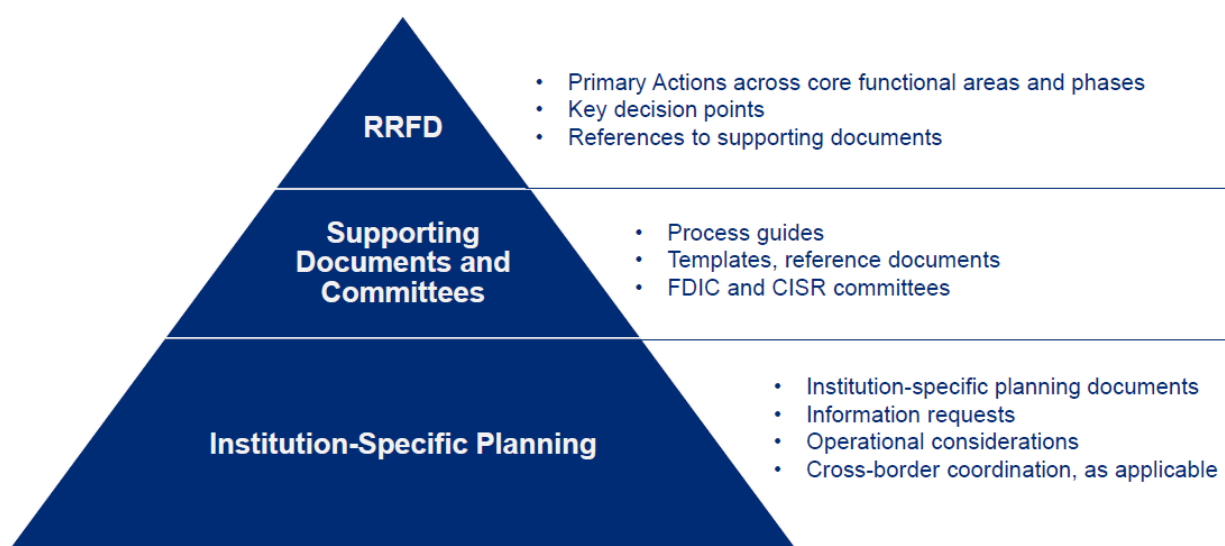 RRFD
• Primary Actions across core functional areas and phases
• Key decision points
• References to supporting documents
Supporting
Documents and
Committees
• Process guides
• Templates, reference documents
• FDIC and CISR committees
Institution-Specific Planning
• Institution-specific planning documents
• Information requests
• Operational considerations
• Cross-border coordination, as applicable